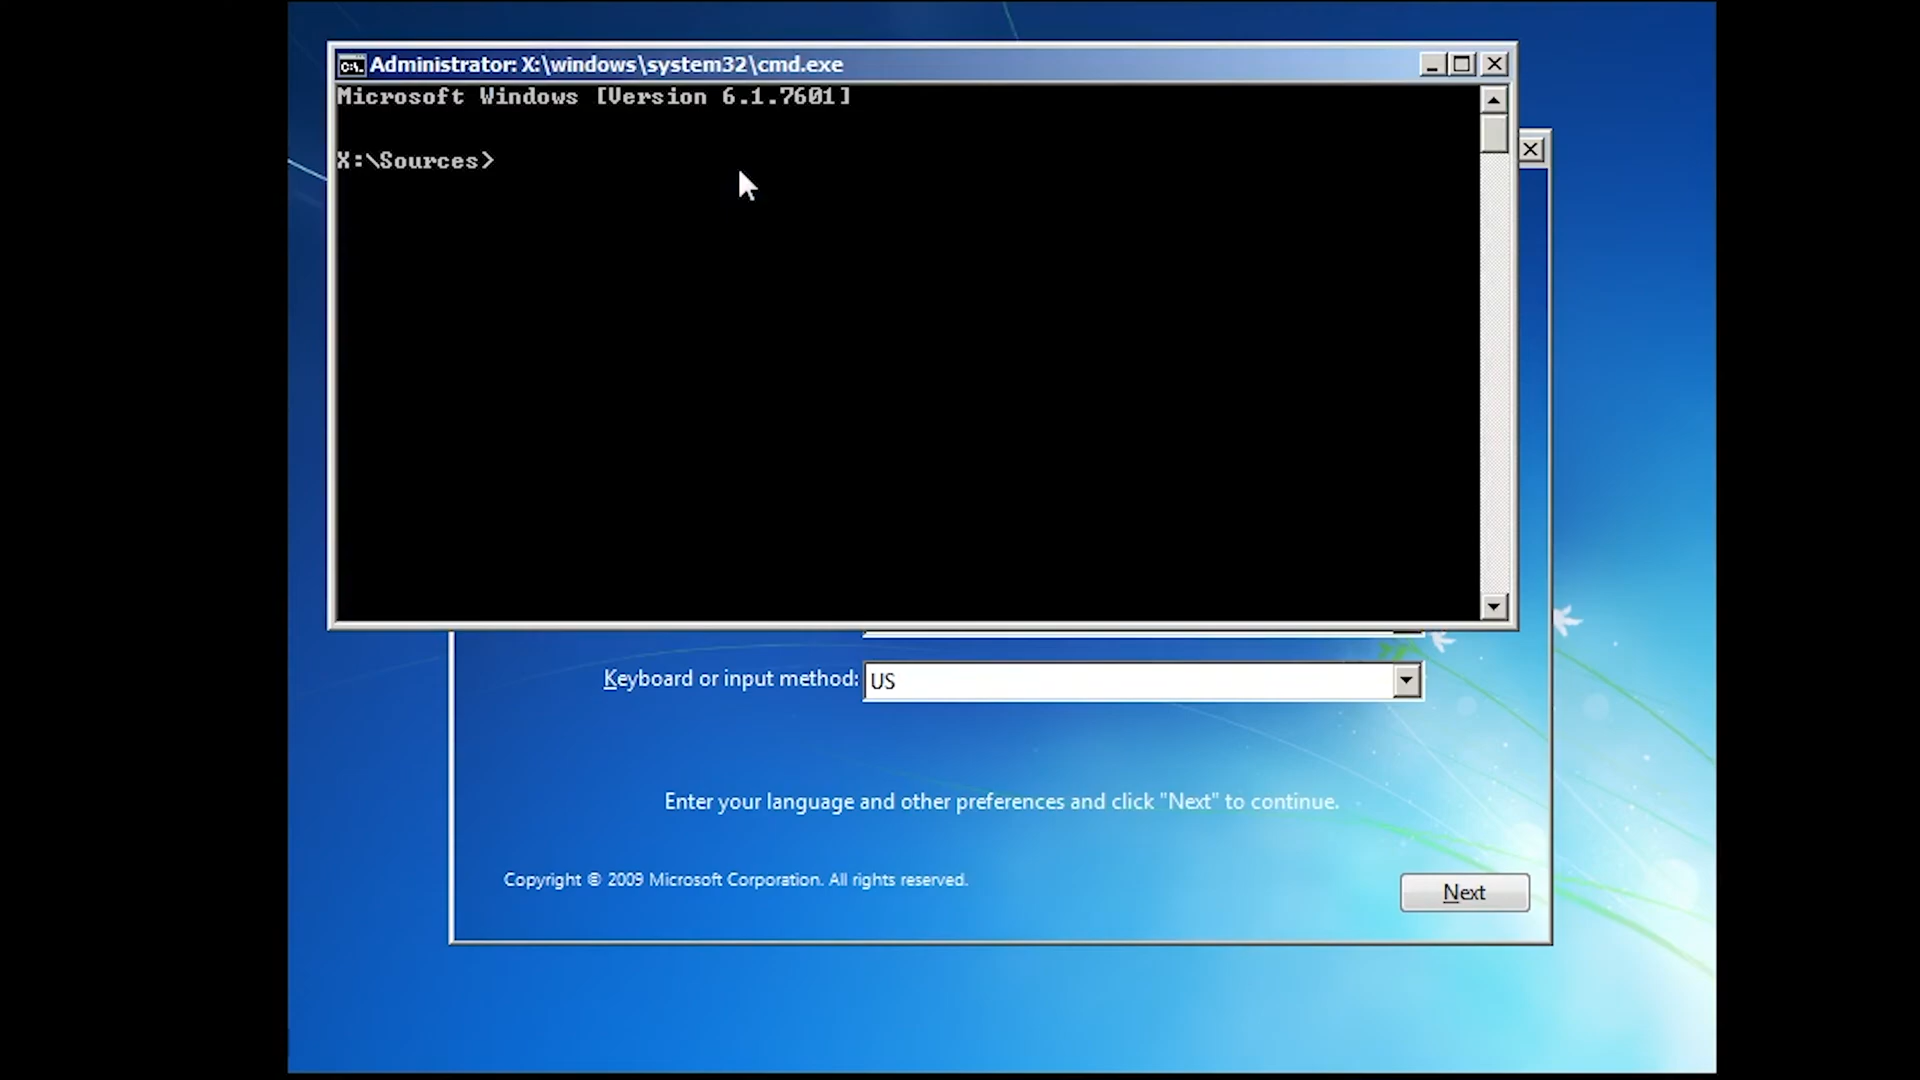 Administrator: X:\windows\system32\cmd.exe
Microsoft Windows [Version 6.1.7601]
X:\Sources>
Keyboard or input method: US
Enter your language and other preferences and click "Next" to continue.
Copyright © 2009 Microsoft Corporation. All rights reserved.
Next